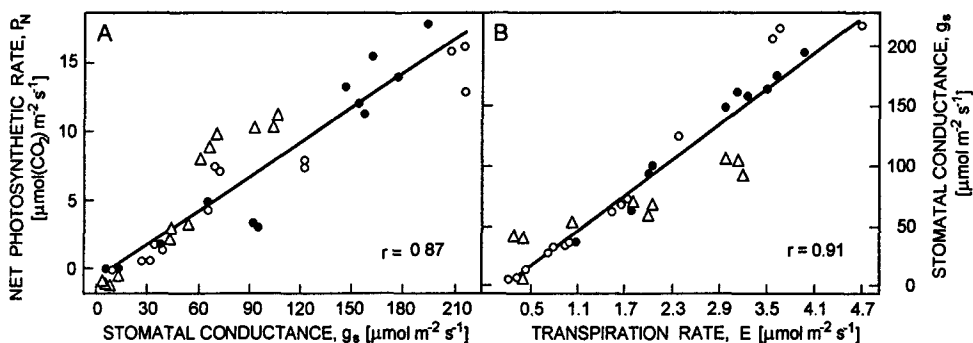 NET PHOTOSYNTHETIC RATE, P_N
[μmol(CO₂) m⁻² s⁻¹]
A
15
10
5
0
r = 0 87
0 30 60 90 120 150 180 210
STOMATAL CONDUCTANCE, gₛ [μmol m⁻² s⁻¹]
B
r = 0.91
0.5 1.1 1.7 2.3 2.9 3.5 4.1 4.7
TRANSPIRATION RATE, E [μmol m⁻² s⁻¹]
200
150
100
50
0
STOMATAL CONDUCTANCE, gₛ
[μmol m⁻² s⁻¹]